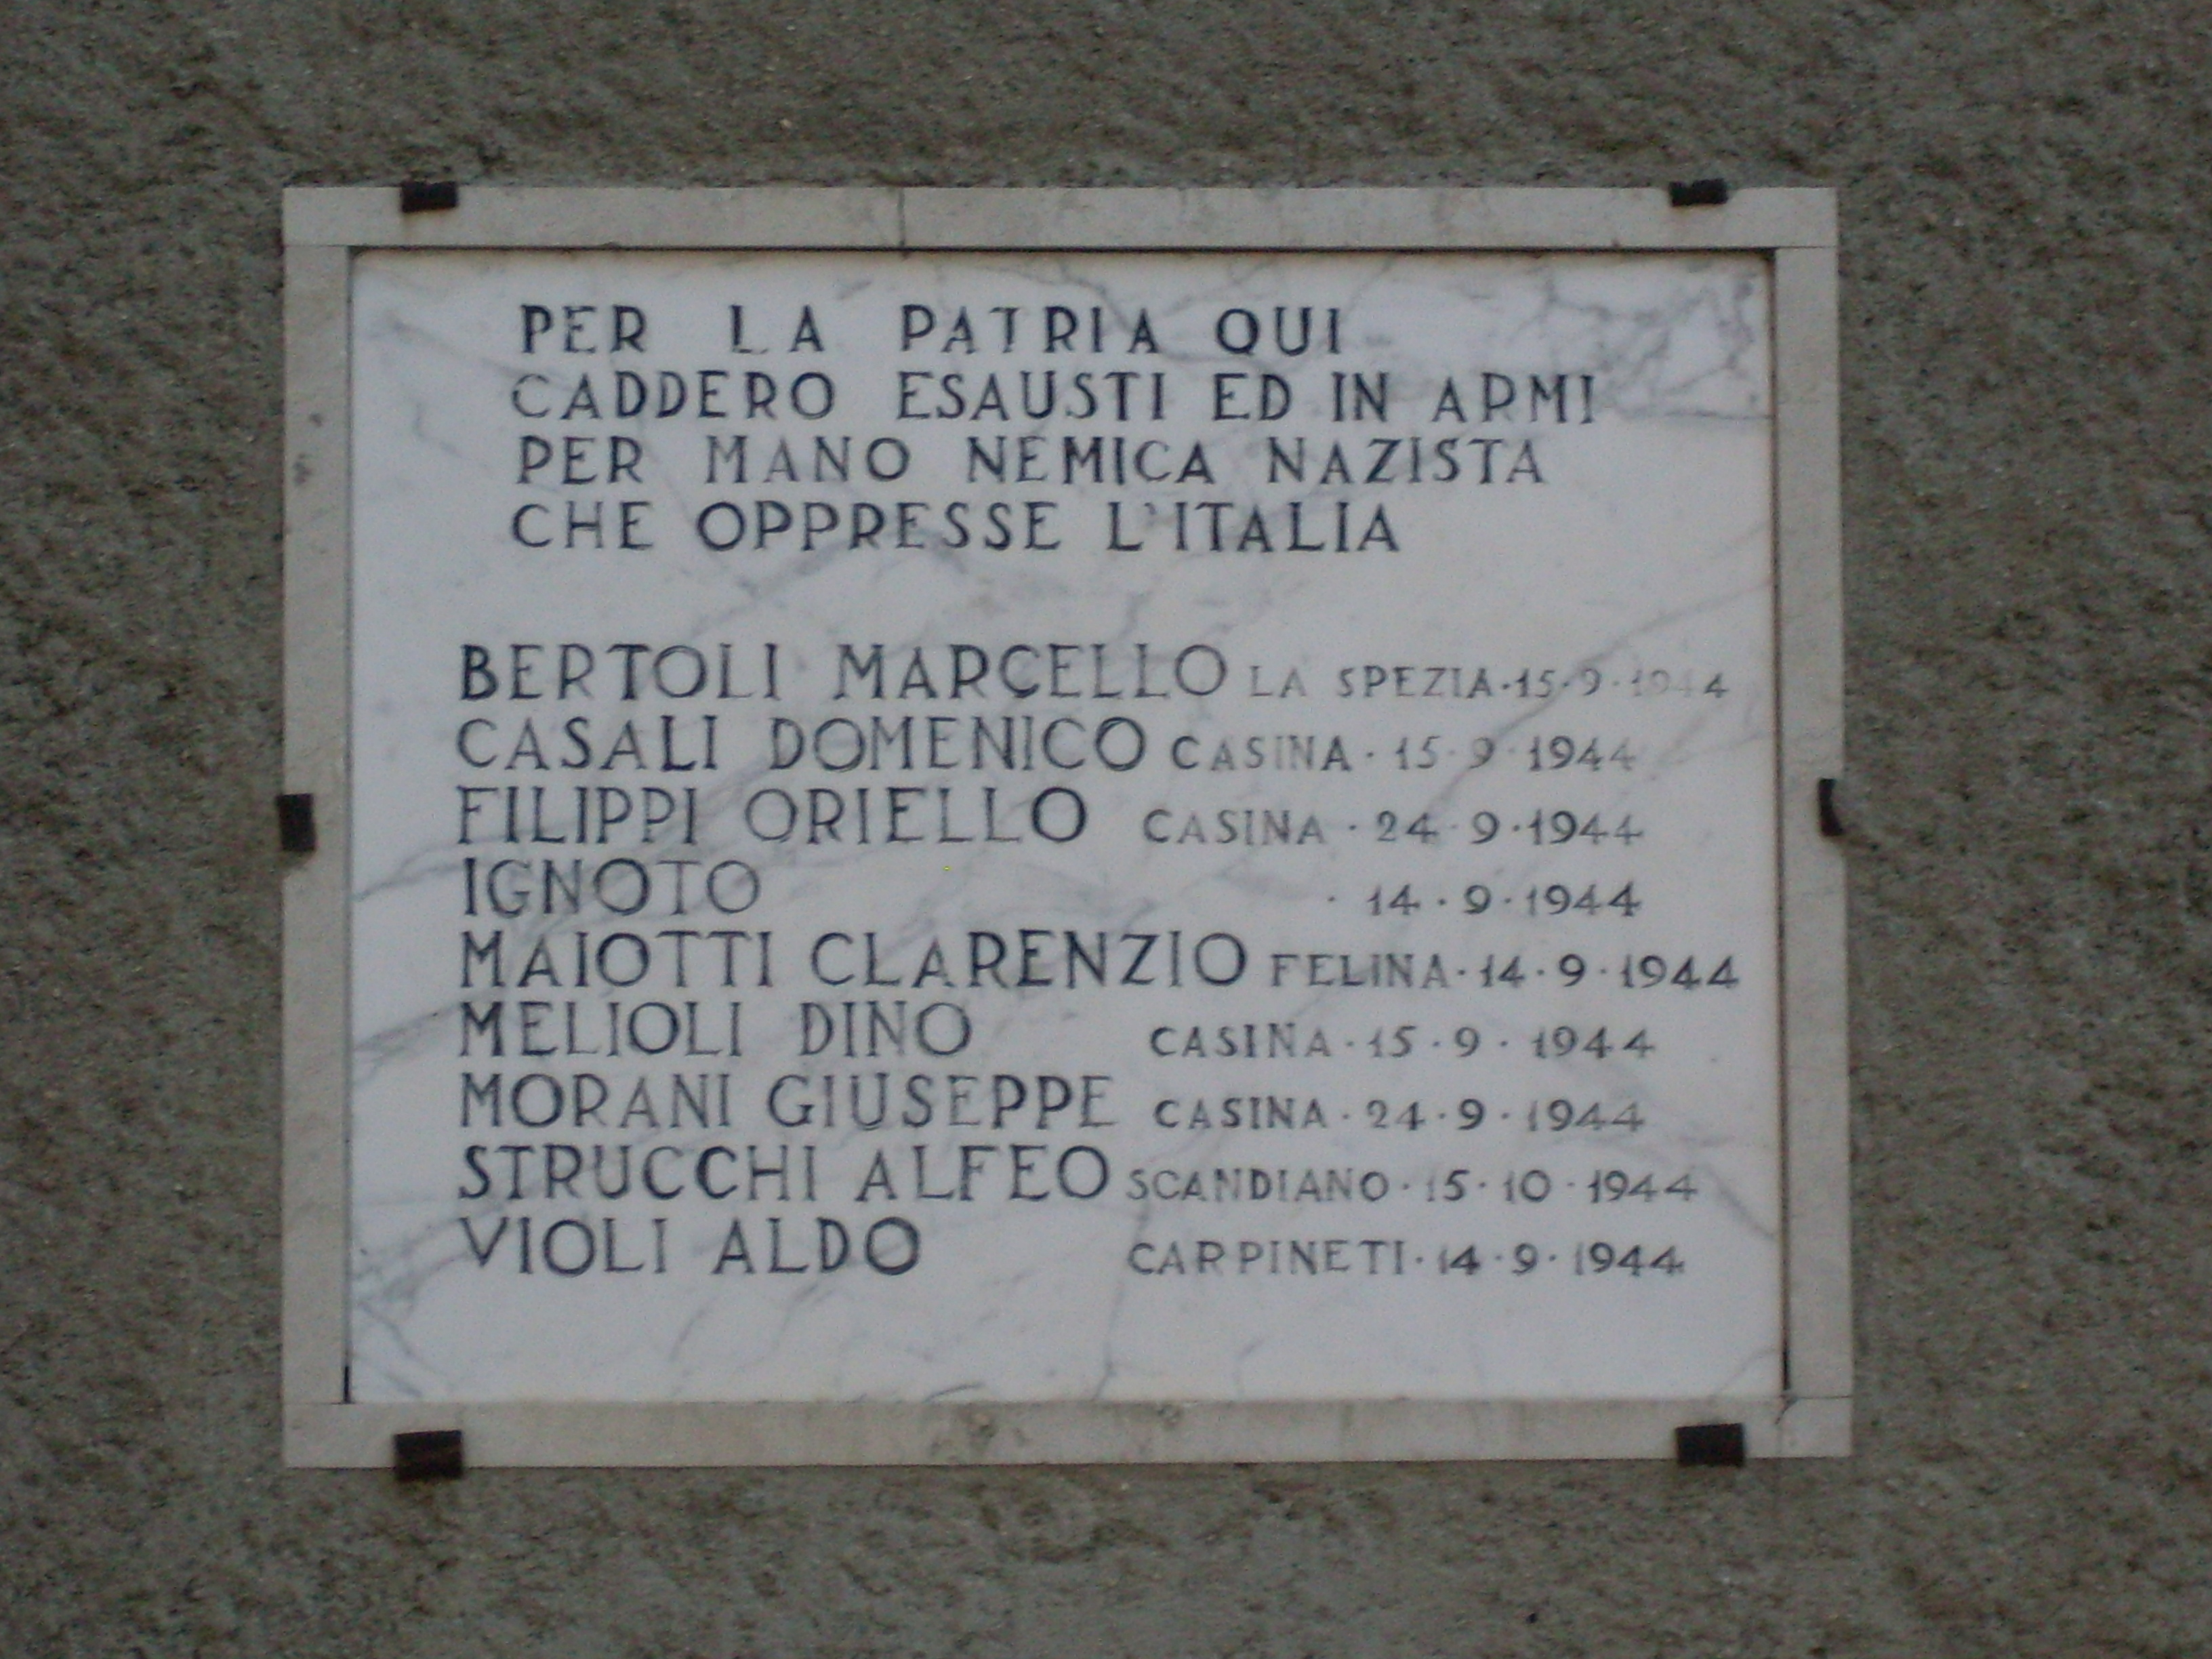 PER LA PATRIA QUI
CADDERO ESAUSTI ED IN ARMI
PER MANO NEMICA NAZISTA
CHE OPPRESSE L'ITALIA
BERTOLI MARCELLO LA SPEZIA·15·9·1944
CASALI DOMENICO CASINA·15·9·1944
FILIPPI ORIELLO CASINA·24·9·1944
IGNOTO ·14·9·1944
MAIOTTI CLARENZIO FELINA·14·9·1944
MELIOLI DINO CASINA·15·9·1944
MORANI GIUSEPPE CASINA·24·9·1944
STRUCCHI ALFEO SCANDIANO·15·10·1944
VIOLI ALDO CARPINETI·14·9·1944